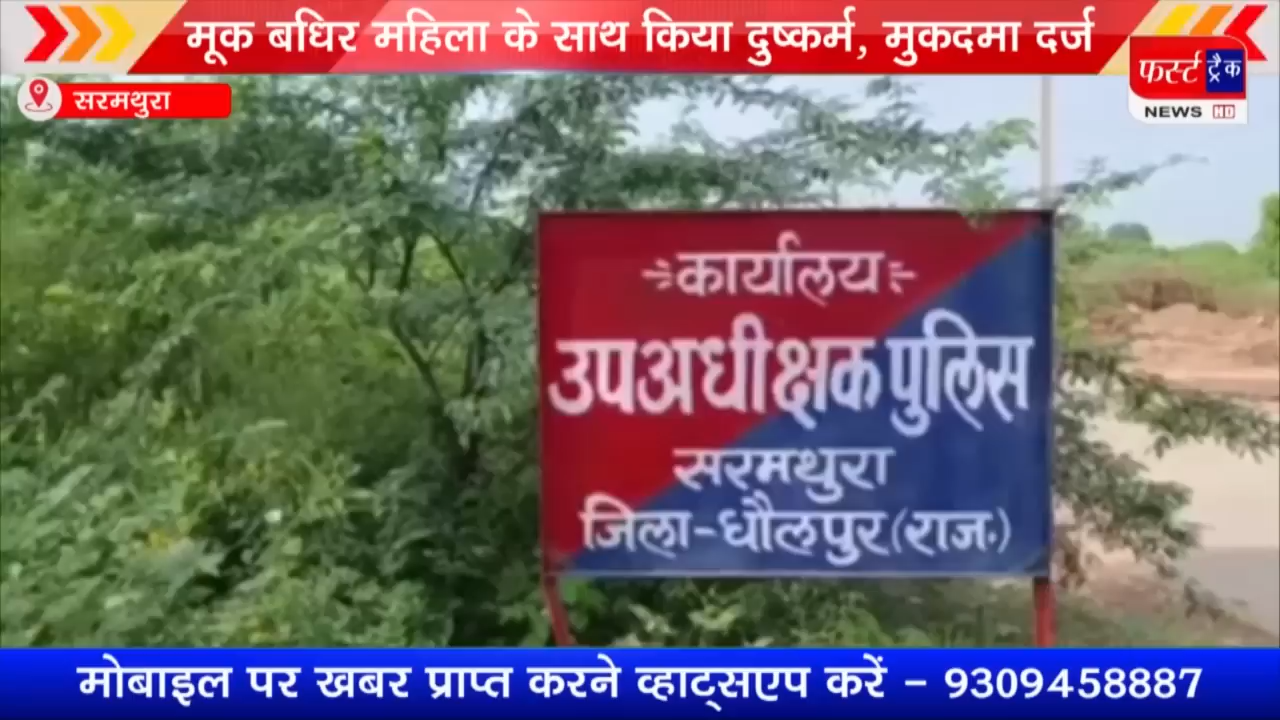 मूक बधिर महिला के साथ किया दुष्कर्म, मुकदमा दर्ज
फर्स्ट ट्रैक
NEWS HD
सरमथुरा
कार्यालय
उपअधीक्षक पुलिस
सरमथुरा
जिला-धौलपुर (राज.)
मोबाइल पर खबर प्राप्त करने व्हाट्सएप करें - 9309458887